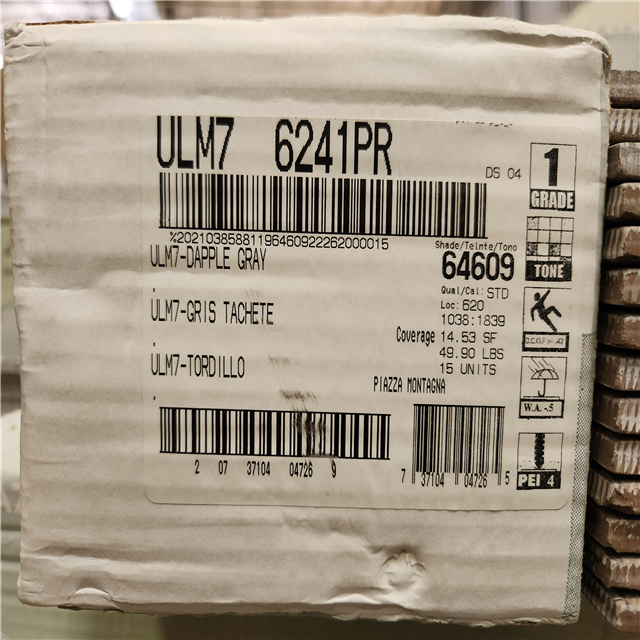 ULM7 6241PR
DS 04
1
GRADE
%2021038588119646092226200015
ULM7-DAPPLE GRAY
Shade/Teinte/Tono
64609
TONE
Qual/Cal: STD
Loc: 620
1038:1839
ULM7-GRIS TACHETE
Coverage 14.53 SF
49.90 LBS
15 UNITS
ULM7-TORDILLO
PIAZZA MONTAGNA
W.A. -.5
2 07 37104 04726 9
7 37104 04726 5
PEI 4